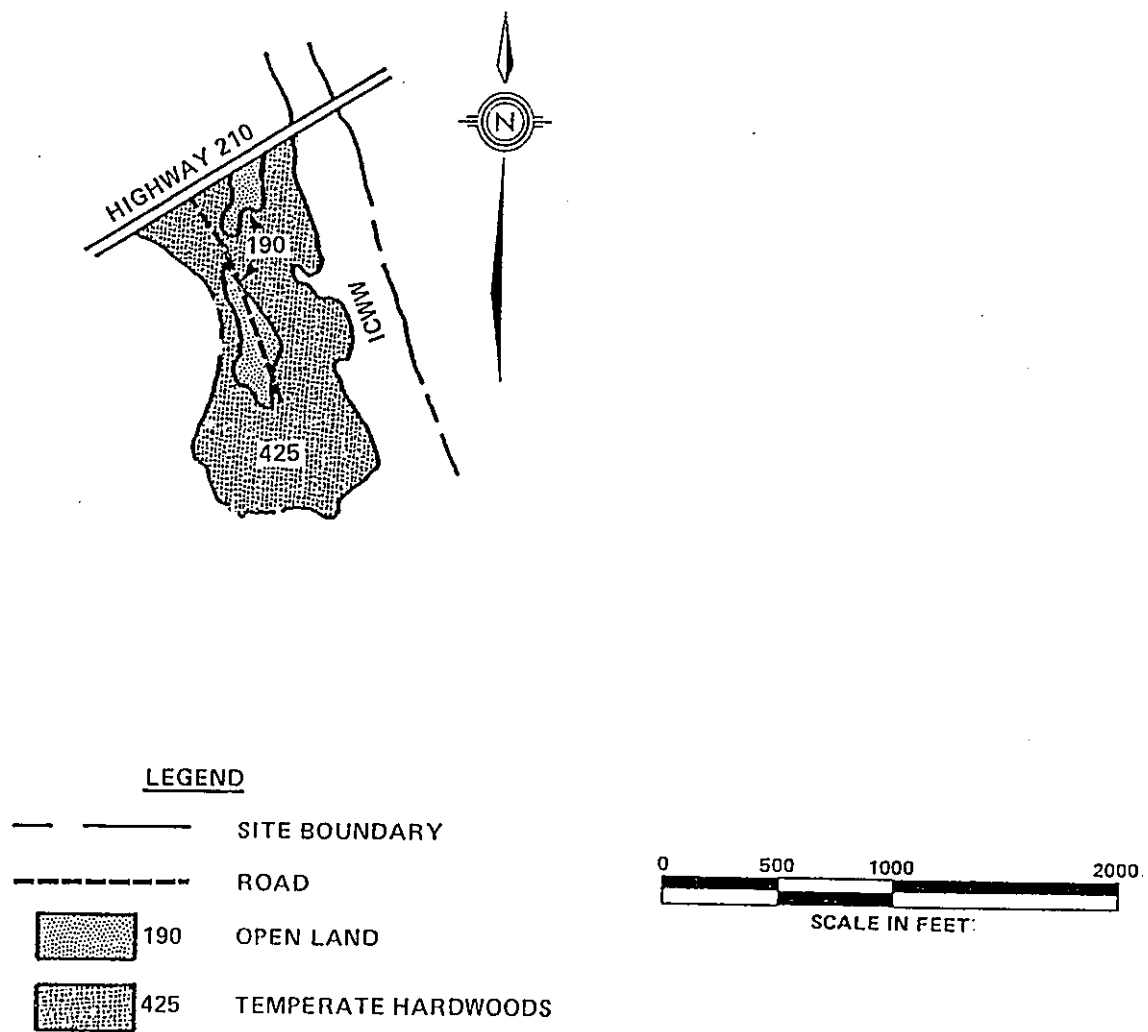 HIGHWAY 210
N
190
ICWW
425
LEGEND
SITE BOUNDARY
ROAD
190 OPEN LAND
425 TEMPERATE HARDWOODS
0 500 1000 2000
SCALE IN FEET: